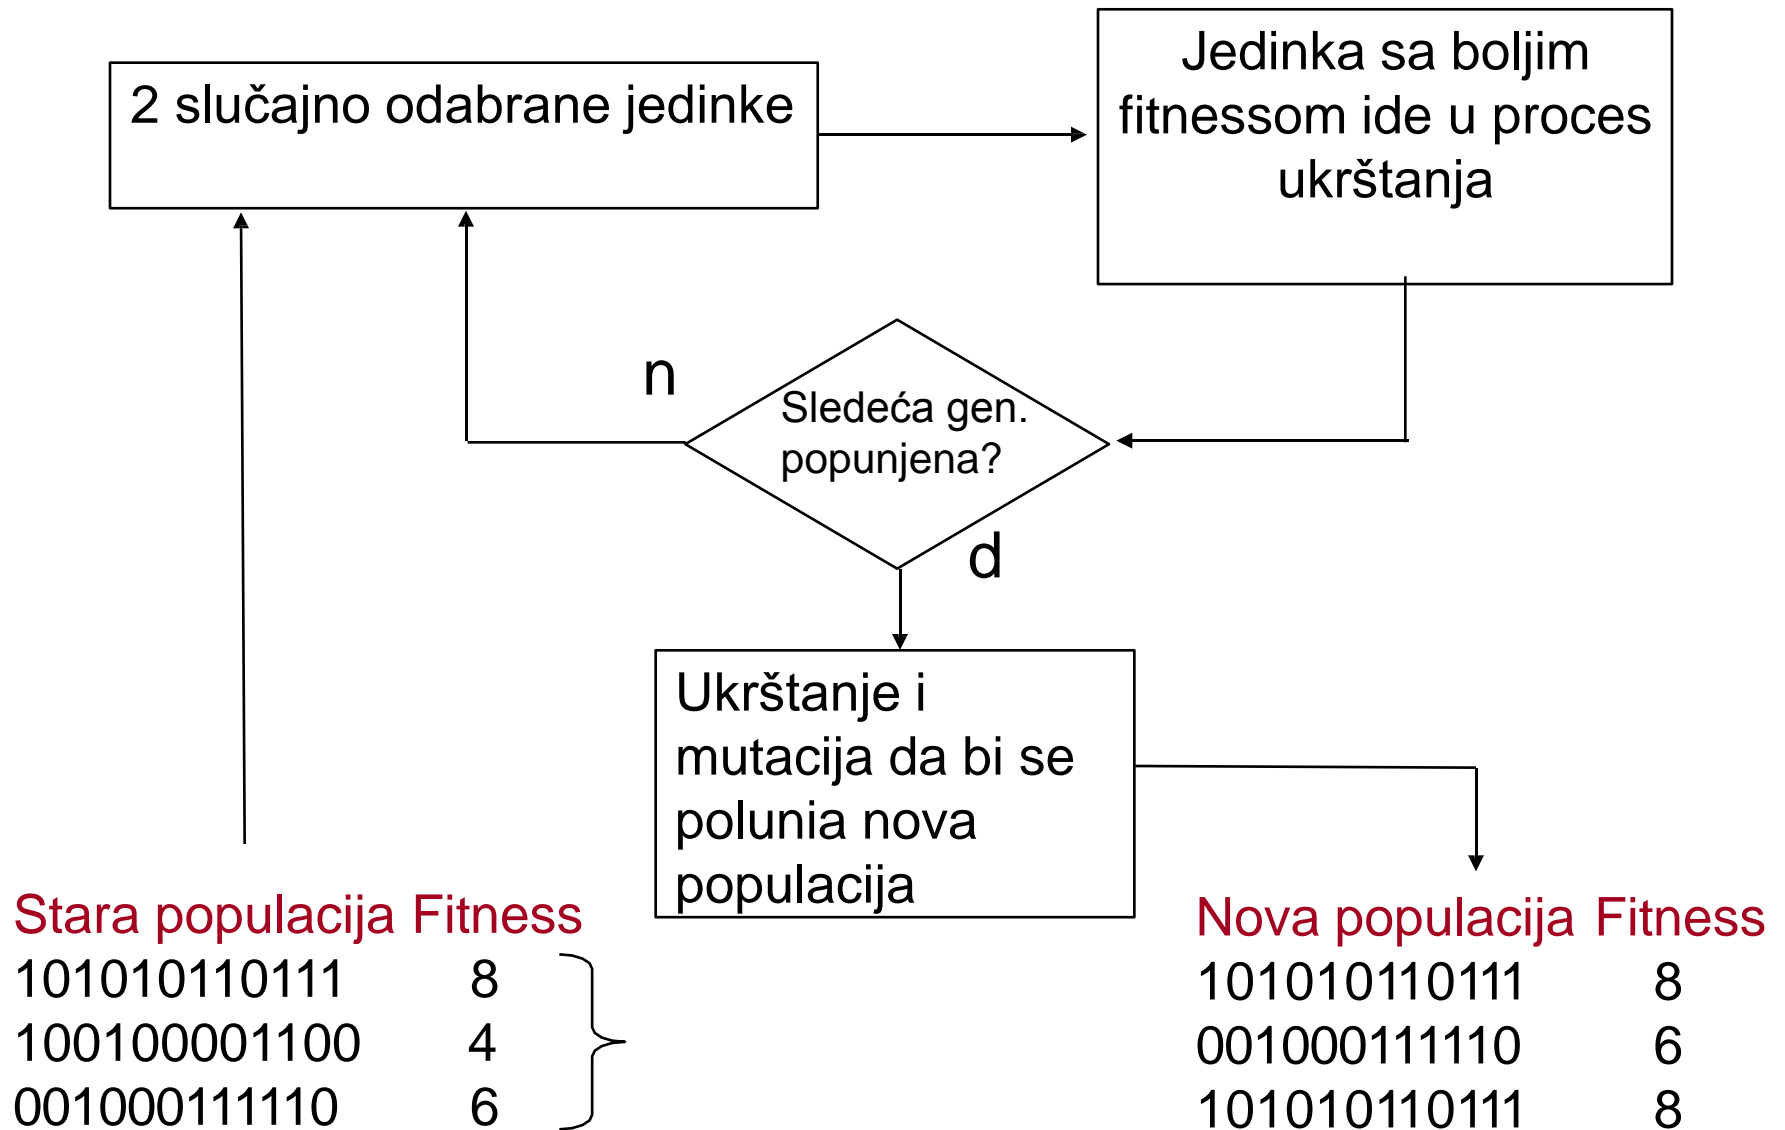 2 slučajno odabrane jedinke
Jedinka sa boljim
fitnessom ide u proces
ukrštanja
n
Sledeća gen.
popunjena?
d
Ukrštanje i
mutacija da bi se
polunia nova
populacija
Stara populacija Fitness
101010110111 8
100100001100 4
001000111110 6
Nova populacija Fitness
101010110111 8
001000111110 6
101010110111 8